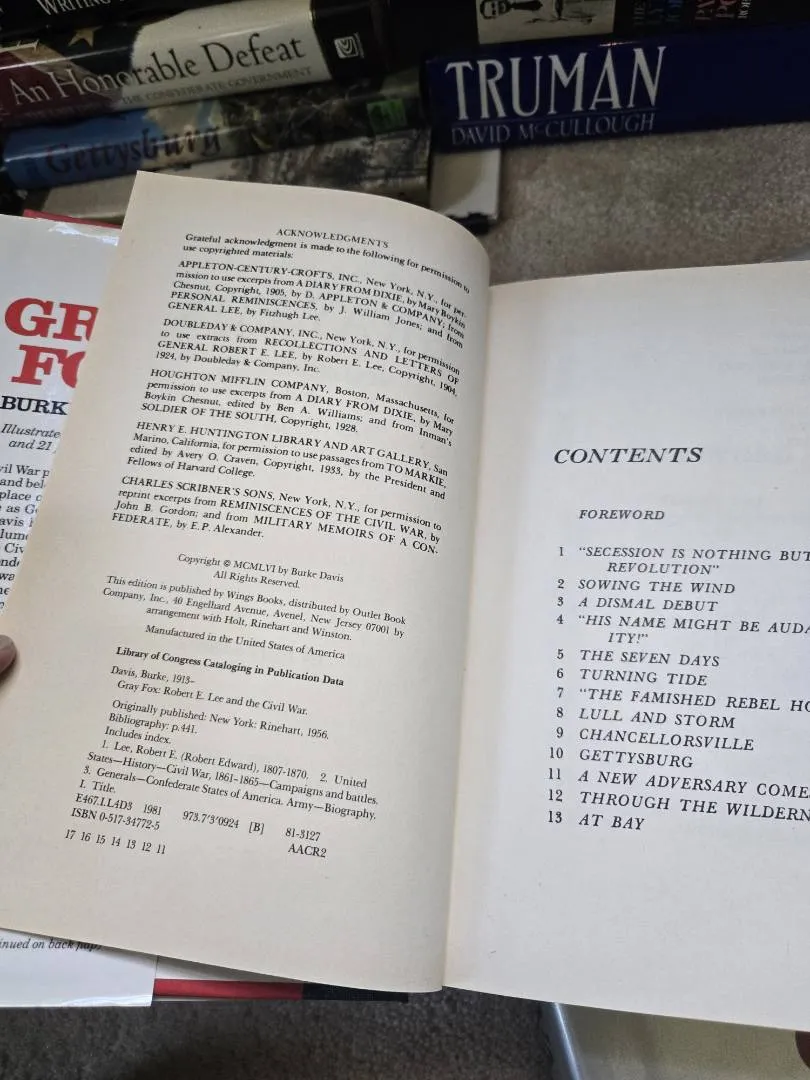 WRITING
An Honorable Defeat
THE CONFEDERATE GOVERNMENT
Gettysburg
TRUMAN
DAVID McCULLOUGH
GR
FO
BURK
Illustrate
and 21
vil War p
and bel
place o
e as Ge
avis h
lum
Civ
nde
wa
inued on back flap)
ACKNOWLEDGMENTS
Grateful acknowledgment is made to the following for permission to
use copyrighted materials:
APPLETON-CENTURY-CROFTS, INC., New York, N.Y., for per-
mission to use excerpts from A DIARY FROM DIXIE, by Mary Boykin
Chesnut, Copyright, 1905, by D. APPLETON & COMPANY; from
PERSONAL REMINISCENCES, by J. William Jones; and from
GENERAL LEE, by Fitzhugh Lee.
DOUBLEDAY & COMPANY, INC., New York, N.Y., for permission
to use extracts from RECOLLECTIONS AND LETTERS OF
GENERAL ROBERT E. LEE, by Robert E. Lee, Copyright, 1904,
1924, by Doubleday & Company, Inc.
HOUGHTON MIFFLIN COMPANY, Boston, Massachusetts, for
permission to use excerpts from A DIARY FROM DIXIE, by Mary
Boykin Chesnut, edited by Ben A. Williams; and from Inman's
SOLDIER OF THE SOUTH, Copyright, 1928.
HENRY E. HUNTINGTON LIBRARY AND ART GALLERY, San
Marino, California, for permission to use passages from TO MARKIE,
edited by Avery O. Craven, Copyright, 1933, by the President and
Fellows of Harvard College.
CHARLES SCRIBNER'S SONS, New York, N.Y., for permission to
reprint excerpts from REMINISCENCES OF THE CIVIL WAR, by
John B. Gordon; and from MILITARY MEMOIRS OF A CON-
FEDERATE, by E.P. Alexander.
Copyright © MCMLVI by Burke Davis
All Rights Reserved.
This edition is published by Wings Books, distributed by Outlet Book
Company, Inc., 40 Engelhard Avenue, Avenel, New Jersey 07001 by
arrangement with Holt, Rinehart and Winston.
Manufactured in the United States of America
Library of Congress Cataloging in Publication Data
Davis, Burke, 1913–
Gray Fox: Robert E. Lee and the Civil War.
Originally published: New York: Rinehart, 1956.
Bibliography: p.441.
Includes index.
1. Lee, Robert E. (Robert Edward), 1807-1870. 2. United
States—History—Civil War, 1861-1865—Campaigns and battles.
3. Generals—Confederate States of America. Army—Biography.
I. Title.
E467.1.L4D3 1981 973.7'3'0924 [B] 81-3127
ISBN 0-517-34772-5 AACR2
17 16 15 14 13 12 11
CONTENTS
FOREWORD
1 "SECESSION IS NOTHING BUT
REVOLUTION"
2 SOWING THE WIND
3 A DISMAL DEBUT
4 "HIS NAME MIGHT BE AUDA
ITY!"
5 THE SEVEN DAYS
6 TURNING TIDE
7 "THE FAMISHED REBEL HO
8 LULL AND STORM
9 CHANCELLORSVILLE
10 GETTYSBURG
11 A NEW ADVERSARY COMES
12 THROUGH THE WILDERN
13 AT BAY